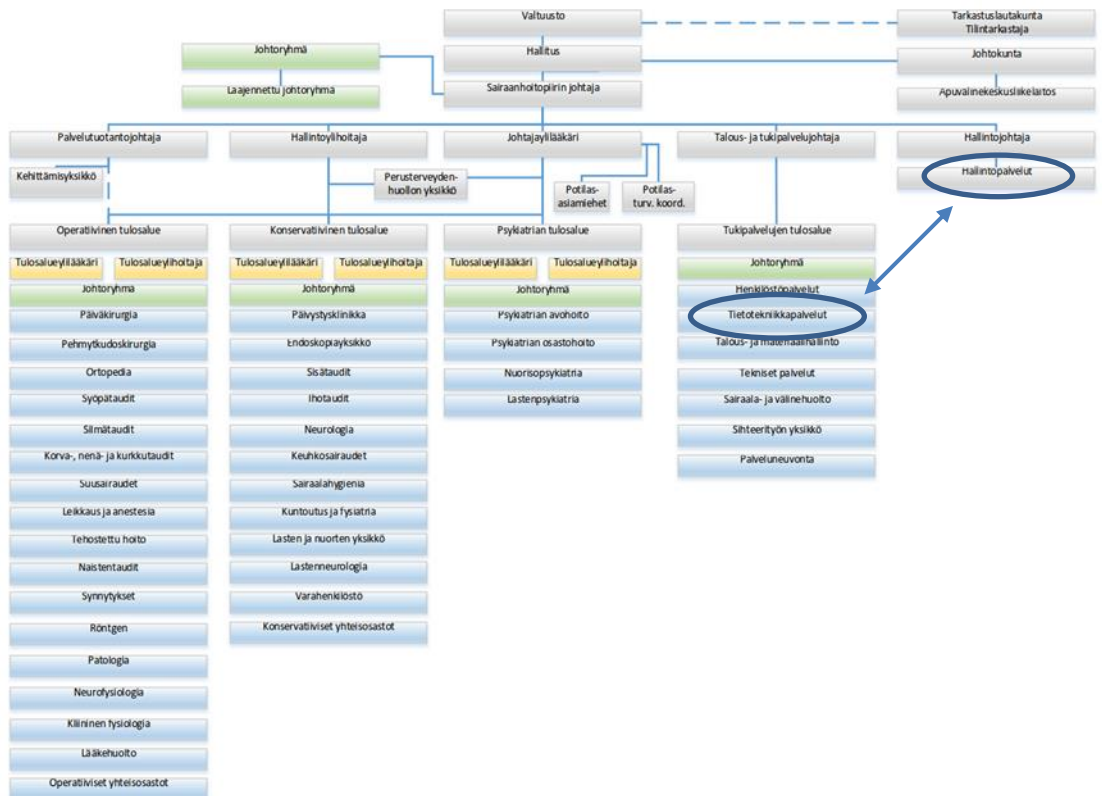 Valtuusto
Tarkastuslautakunta
Tilintarkastaja
Johtoryhmä
Hallitus
Johtokunta
Laajennettu johtoryhmä
Sairaanhoitopiirin johtaja
Apuvälinekeskusliikelaitos
Palvelutuotantojohtaja
Hallintoylihoitaja
Johtajaylilääkäri
Talous- ja tukipalvelujohtaja
Hallintojohtaja
Kehittämisyksikkö
Perusterveyden-
huollon yksikkö
Potilas-
asiamiehet
Potilas-
turv. koord.
Hallintopalvelut
Operatiivinen tulosalue
Konservatiivinen tulosalue
Psykiatrian tulosalue
Tukipalvelujen tulosalue
Tulosalueylilääkäri
Tulosalueylihoitaja
Tulosalueylilääkäri
Tulosalueylihoitaja
Tulosalueylilääkäri
Tulosalueylihoitaja
Johtoryhmä
Päiväkirurgia
Pehmytkudoskirurgia
Ortopedia
Syöpätaudit
Silmätaudit
Korva-, nenä- ja kurkkutaudit
Suusairaudet
Leikkaus ja anestesia
Tehostettu hoito
Naistentaudit
Synnytykset
Röntgen
Patologia
Neurofysiologia
Kliininen fysiologia
Lääkehuolto
Operatiiviset yhteisosastot
Johtoryhmä
Päivystysklinikka
Endoskopiayksikkö
Sisätaudit
Ihotaudit
Neurologia
Keuhkosairaudet
Sairaalahygienia
Kuntoutus ja fysiatria
Lasten ja nuorten yksikkö
Lastenneurologia
Varahenkilöstö
Konservatiiviset yhteisosastot
Johtoryhmä
Psykiatrian avohoito
Psykiatrian osastohoito
Nuorisopsykiatria
Lastenpsykiatria
Johtoryhmä
Henkilöstöpalvelut
Tietotekniikkapalvelut
Talous- ja materiaalihallinto
Tekniset palvelut
Sairaala- ja välinehuolto
Sihteerityön yksikkö
Palveluneuvonta